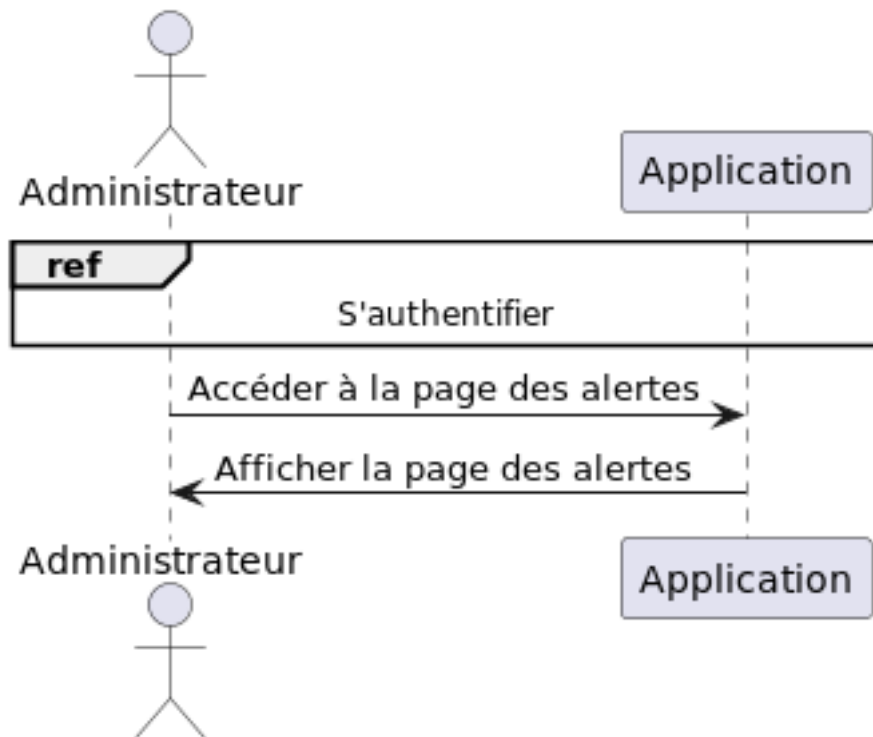 Administrateur
Application
ref
S'authentifier
Accéder à la page des alertes
Afficher la page des alertes
Administrateur
Application